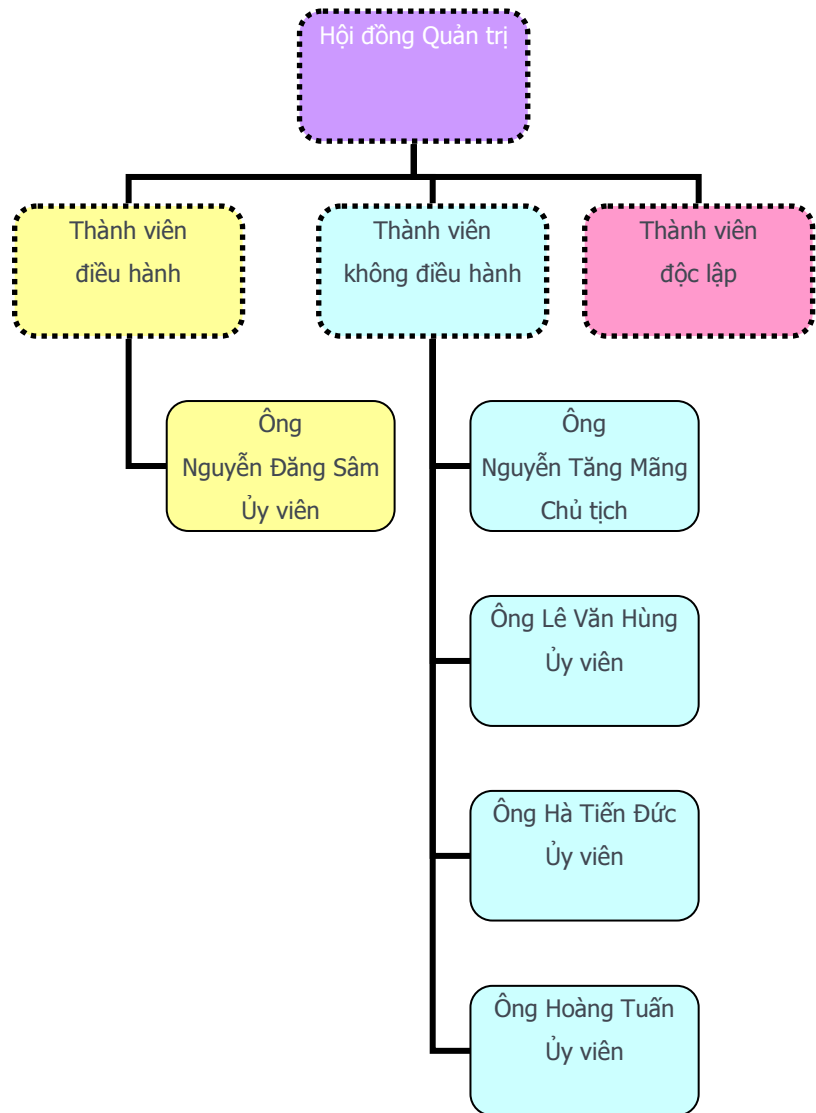 Hội đồng Quản trị
Thành viên
điều hành
Thành viên
không điều hành
Thành viên
độc lập
Ông
Nguyễn Đăng Sâm
Ủy viên
Ông
Nguyễn Tăng Mãng
Chủ tịch
Ông Lê Văn Hùng
Ủy viên
Ông Hà Tiến Đức
Ủy viên
Ông Hoàng Tuấn
Ủy viên